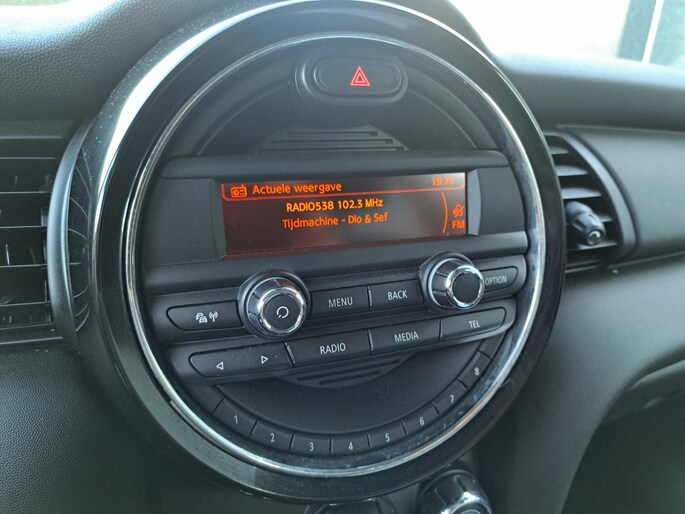 Actuele weergave 19:39
RADIO538 102.3 MHz
Tijdmachine - Dio & Sef
FM
MENU BACK OPTION
RADIO MEDIA TEL
1 2 3 4 5 6 7 8